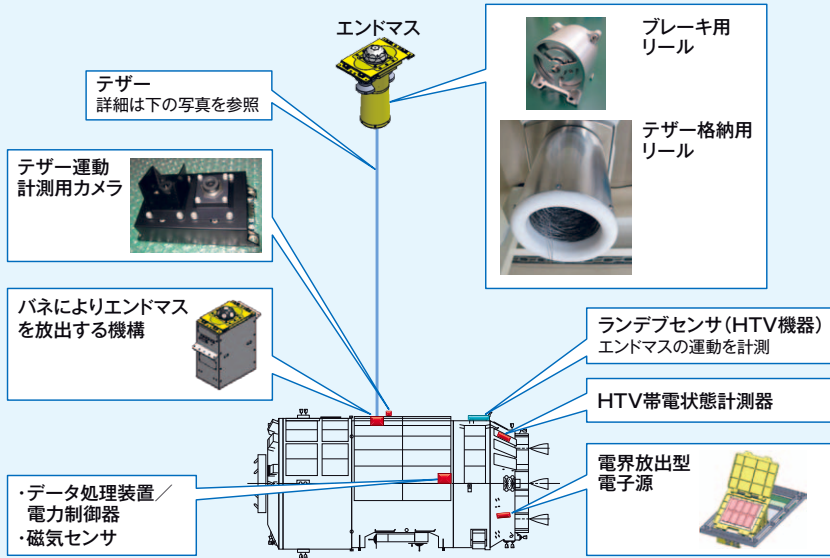 エンドマス
ブレーキ用
リール
テザー格納用
リール
テザー
詳細は下の写真を参照
テザー運動
計測用カメラ
バネによりエンドマス
を放出する機構
ランデブセンサ（HTV機器）
エンドマスの運動を計測
HTV帯電状態計測器
電界放出型
電子源
・データ処理装置／
電力制御器
・磁気センサ